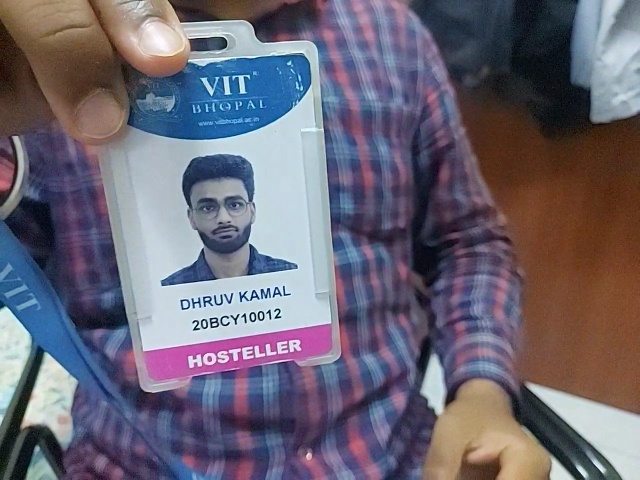 VIT
BHOPAL
www.vitbhopal.ac.in
DHRUV KAMAL
20BCY10012
HOSTELLER
VIT